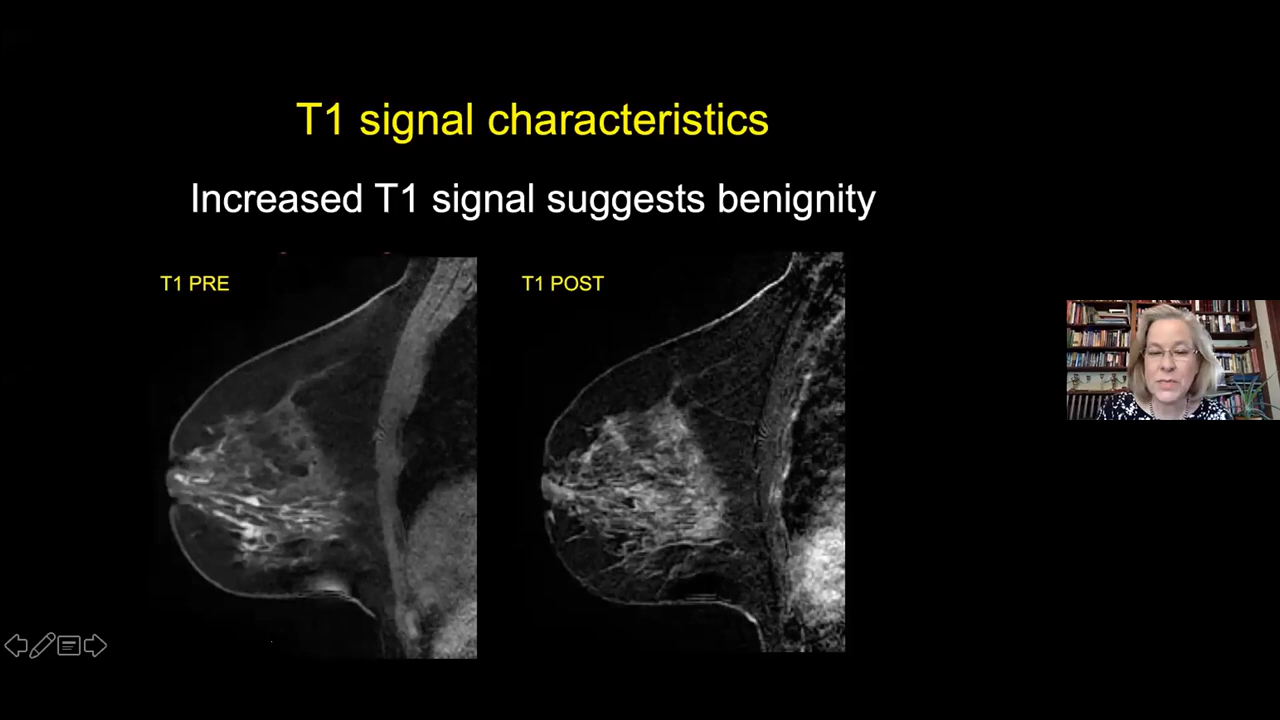 T1 signal characteristics
Increased T1 signal suggests benignity
T1 PRE
T1 POST